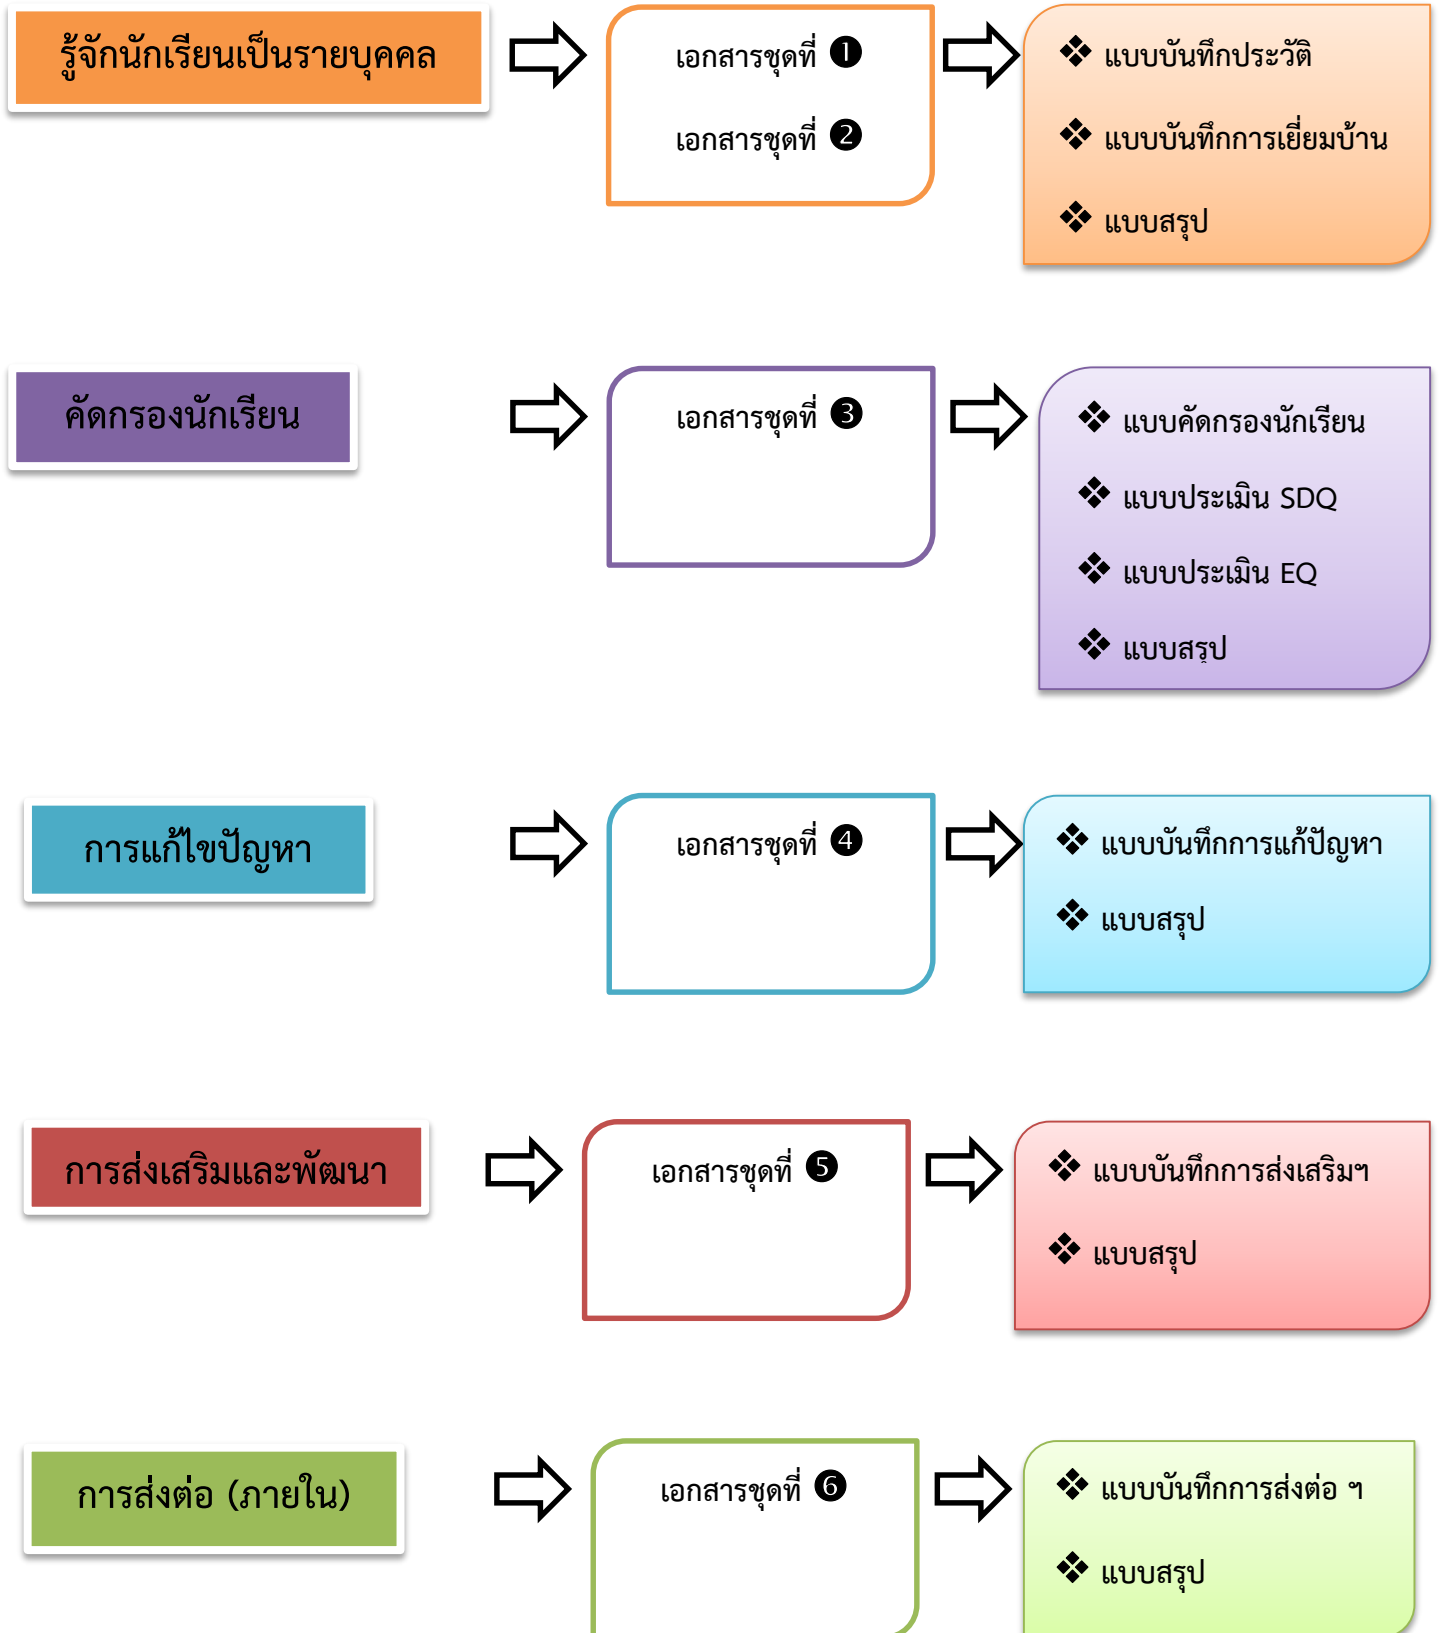 รู้จักนักเรียนเป็นรายบุคคล
เอกสารชุดที่ ❶
เอกสารชุดที่ ❷
❖ แบบบันทึกประวัติ
❖ แบบบันทึกการเยี่ยมบ้าน
❖ แบบสรุป
คัดกรองนักเรียน
เอกสารชุดที่ ❸
❖ แบบคัดกรองนักเรียน
❖ แบบประเมิน SDQ
❖ แบบประเมิน EQ
❖ แบบสรุป
การแก้ไขปัญหา
เอกสารชุดที่ ❹
❖ แบบบันทึกการแก้ปัญหา
❖ แบบสรุป
การส่งเสริมและพัฒนา
เอกสารชุดที่ ❺
❖ แบบบันทึกการส่งเสริมฯ
❖ แบบสรุป
การส่งต่อ (ภายใน)
เอกสารชุดที่ ❻
❖ แบบบันทึกการส่งต่อ ฯ
❖ แบบสรุป